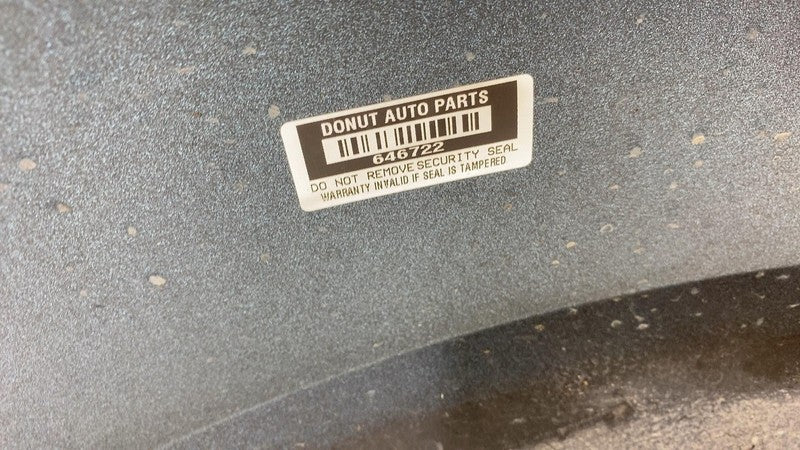 DONUT AUTO PARTS
646722
DO NOT REMOVE SECURITY SEAL
WARRANTY INVALID IF SEAL IS TAMPERED